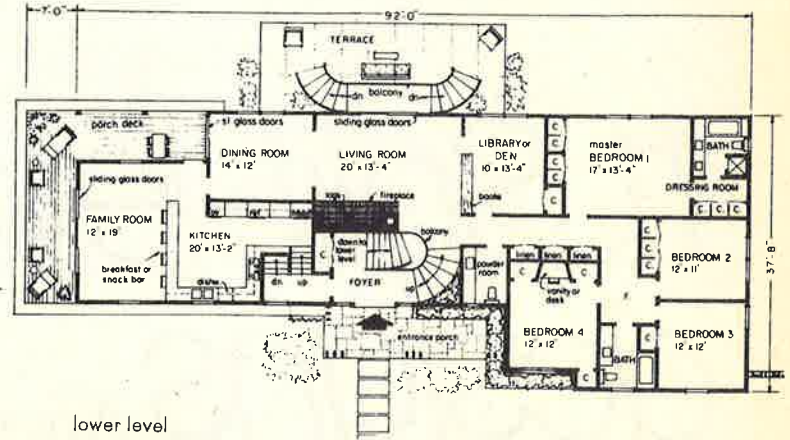 7'-0"
92'-0"
TERRACE
balcony
dn
dn
porch deck
sl glass doors
sliding glass doors
DINING ROOM
14' x 12'
LIVING ROOM
20' x 13'-4"
LIBRARY or
DEN
10 x 13'-4"
C
C
C
C
C
master
BEDROOM 1
17' x 13'-4"
BATH
DRESSING ROOM
C
C
C
sliding glass doors
FAMILY ROOM
12' x 19'
KITCHEN
20' x 13'-2"
ref
fireplace
books
balcony
down to
lower level
C
breakfast or
snack bar
dishw
dn
up
FOYER
up
powder
room
linen
linen
C
C
vanity or
desk
C
C
C
BEDROOM 2
12' x 11'
37'-8"
BEDROOM 4
12' x 12'
BEDROOM 3
12' x 12'
C
C
BATH
entrance porch
lower level